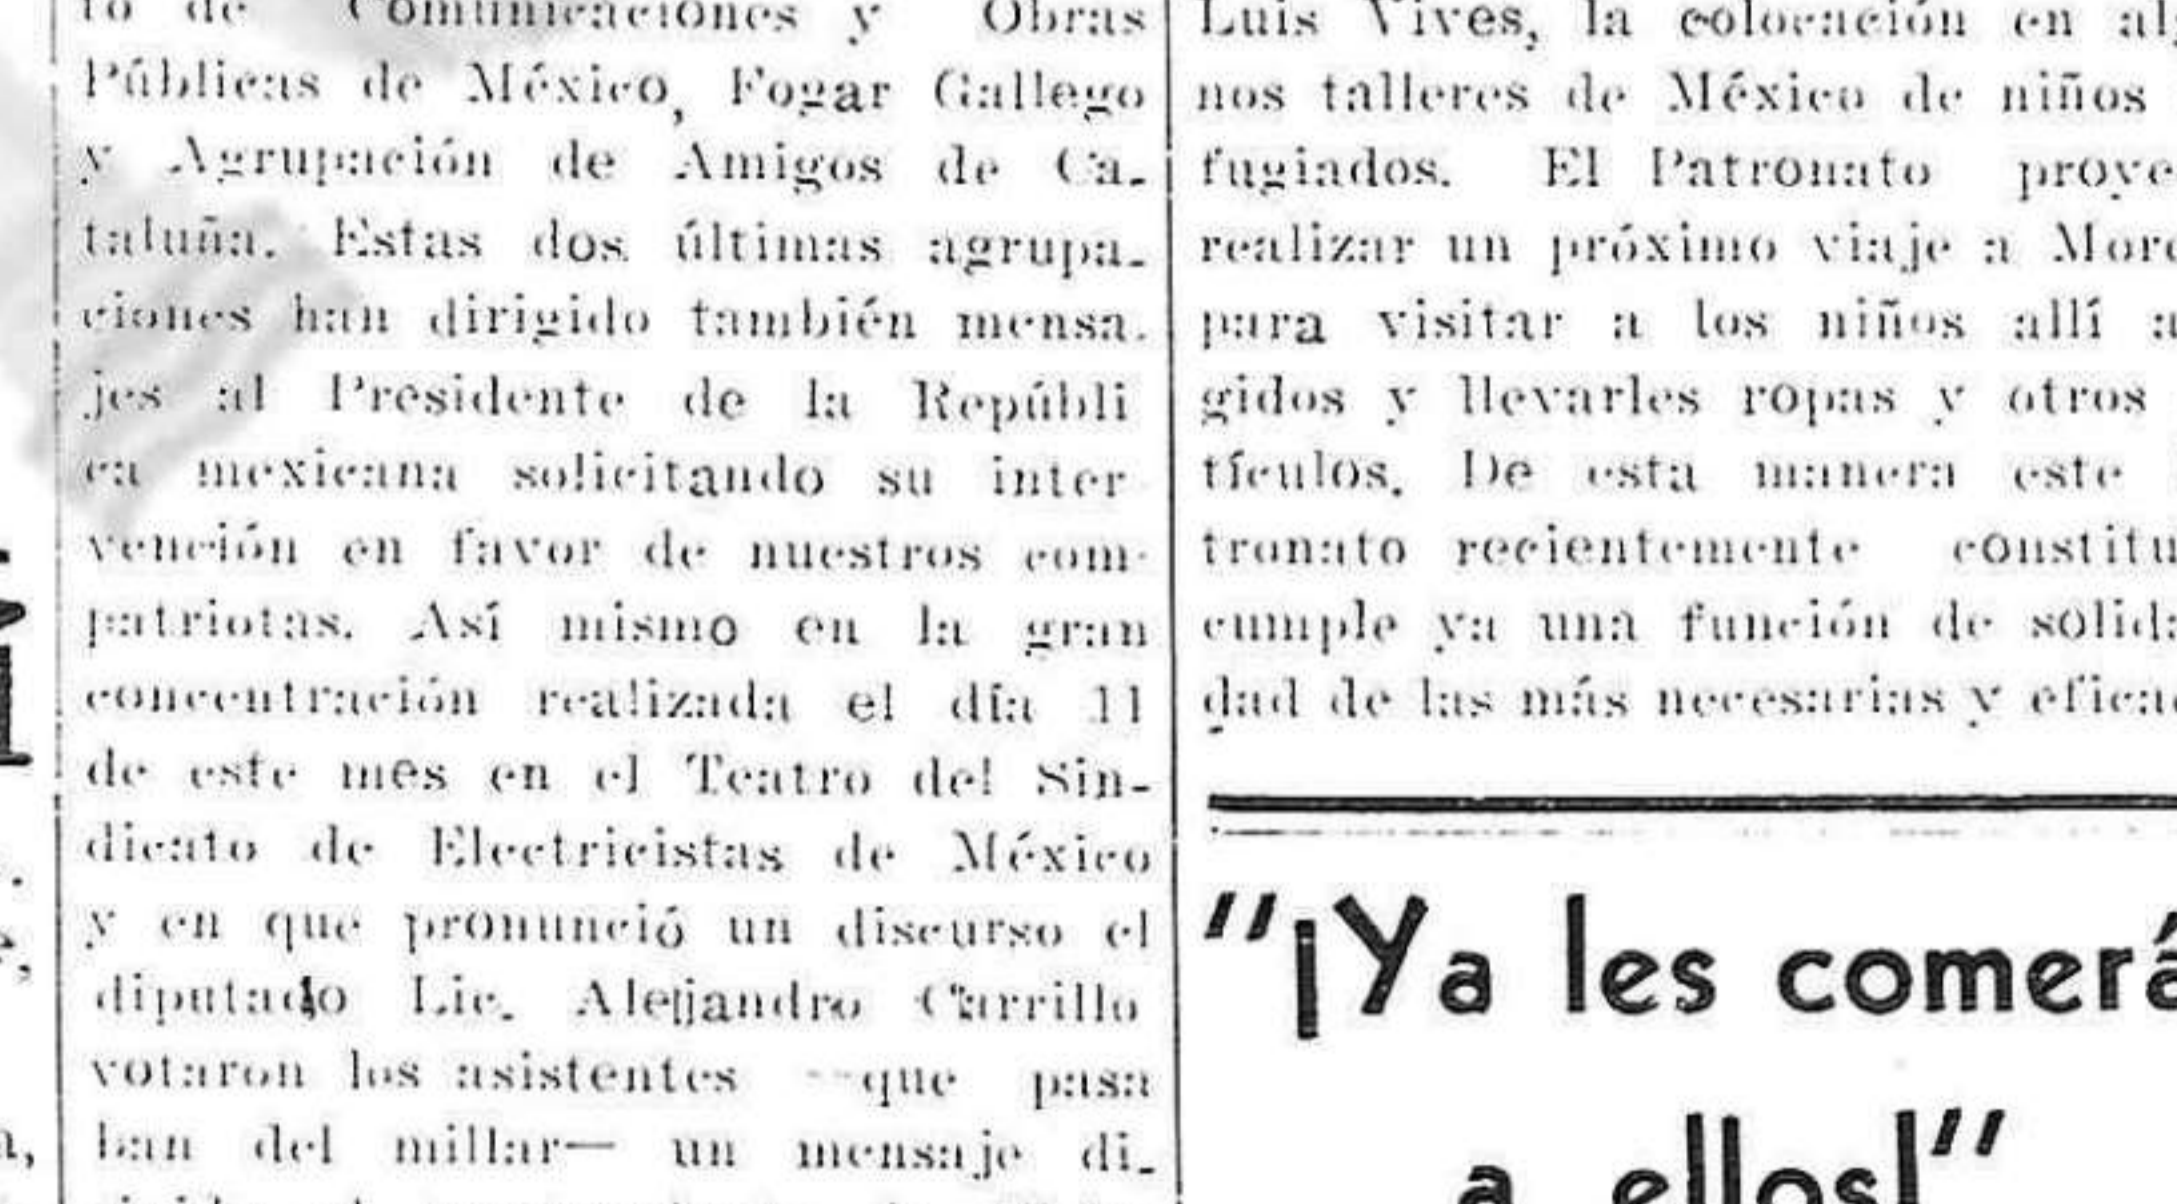 to de Comunicaciones y Obras
Públicas de México, Fogar Gallego
y Agrupación de Amigos de Ca-
taluña. Estas dos últimas agrupa-
ciones han dirigido también mensa-
jes al Presidente de la Repúbli
ca mexicana solicitando su inter
vención en favor de nuestros com-
patriotas. Así mismo en la gran
concentración realizada el día 11
de este mes en el Teatro del Sin-
dicato de Electricistas de México
y en que pronunció un discurso el
diputado Lic. Alejandro Carrillo
votaron los asistentes —que pasa
ban del millar— un mensaje di-
Luis Vives, la colocación en al
nos talleres de México de niños
fugiados. El Patronato proye
realizar un próximo viaje a More
para visitar a los niños allí a
gidos y llevarles ropas y otros
tículos. De esta manera este
tronato recientemente constitu
cumple ya una función de solida
dad de las más necesarias y eficac
"¡Ya les comerá
a ellos!"